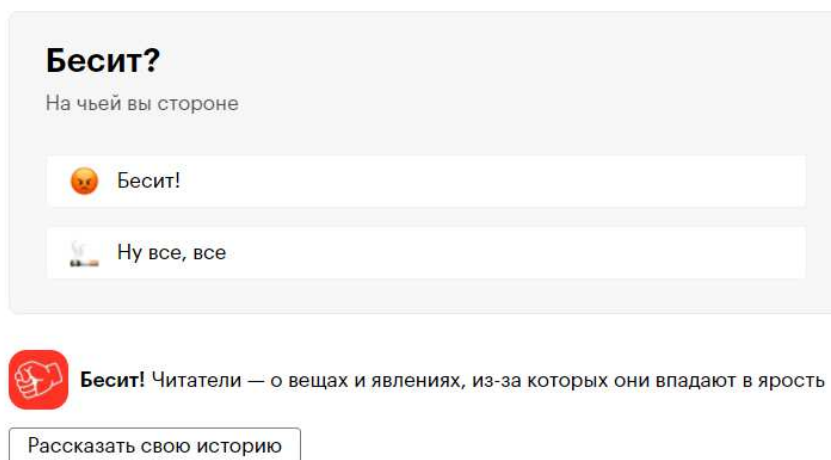 Бесит?
На чьей вы стороне
Бесит!
Ну все, все
Бесит! Читатели — о вещах и явлениях, из-за которых они впадают в ярость
Рассказать свою историю